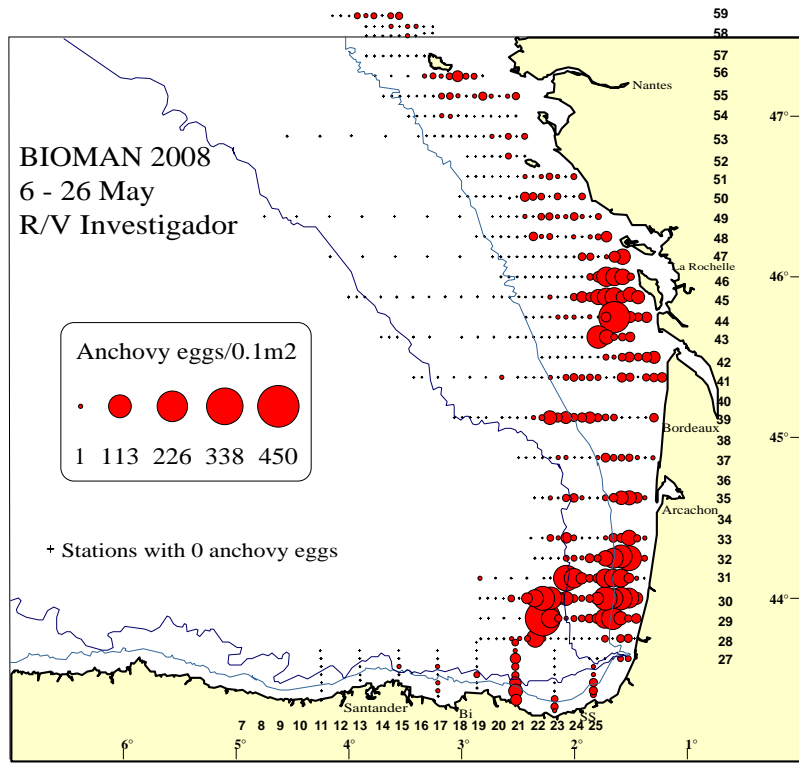 59
58
57
56
Nantes
55
47°
54
53
BIOMAN 2008
52
6 - 26 May
51
50
R/V Investigador
49
48
47
La Rochelle
46
46°
45
44
Anchovy eggs/0.1m2
43
42
41
40
39
Bordeaux
45°
38
1 113 226 338 450
37
36
35
Arcachon
34
+ Stations with 0 anchovy eggs
33
32
31
30
44°
29
28
27
Santander
Bi
SS
7 8 9 10 11 12 13 14 15 16 17 18 19 20 21 22 23 24 25
6° 5° 4° 3° 2° 1°